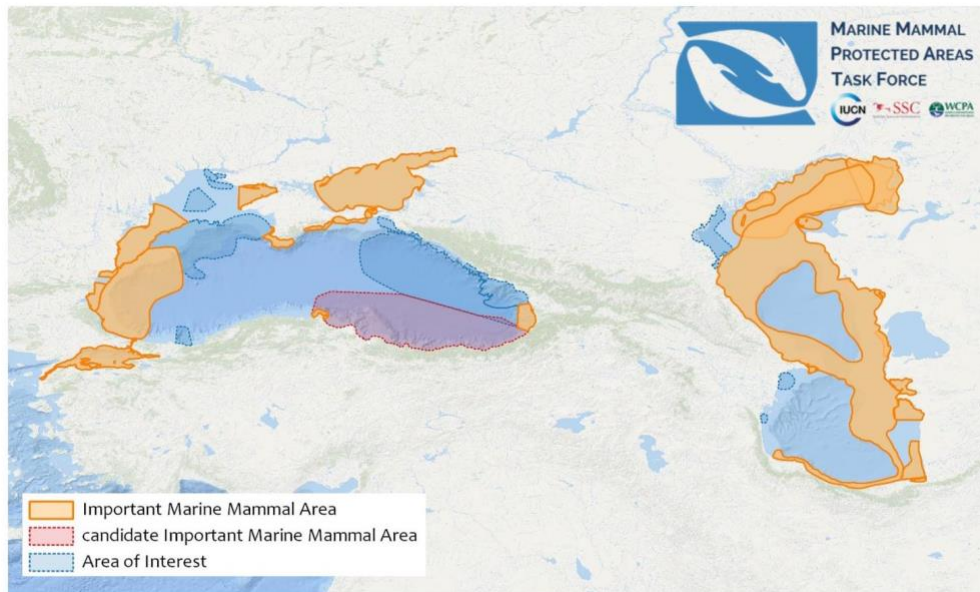 MARINE MAMMAL
PROTECTED AREAS
TASK FORCE
IUCN SSC WCPA
Important Marine Mammal Area
candidate Important Marine Mammal Area
Area of Interest